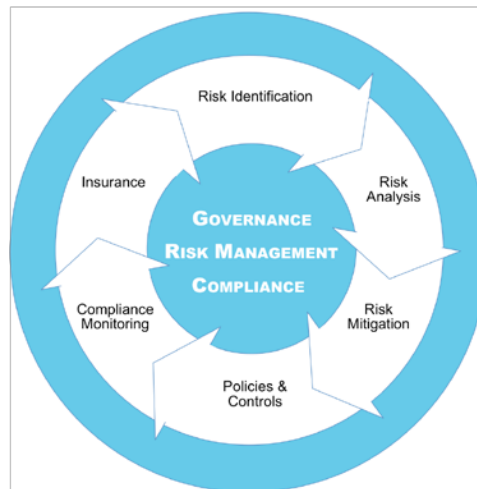 Risk Identification
Risk
Analysis
Risk
Mitigation
Policies &
Controls
Compliance
Monitoring
Insurance
GOVERNANCE
RISK MANAGEMENT
COMPLIANCE